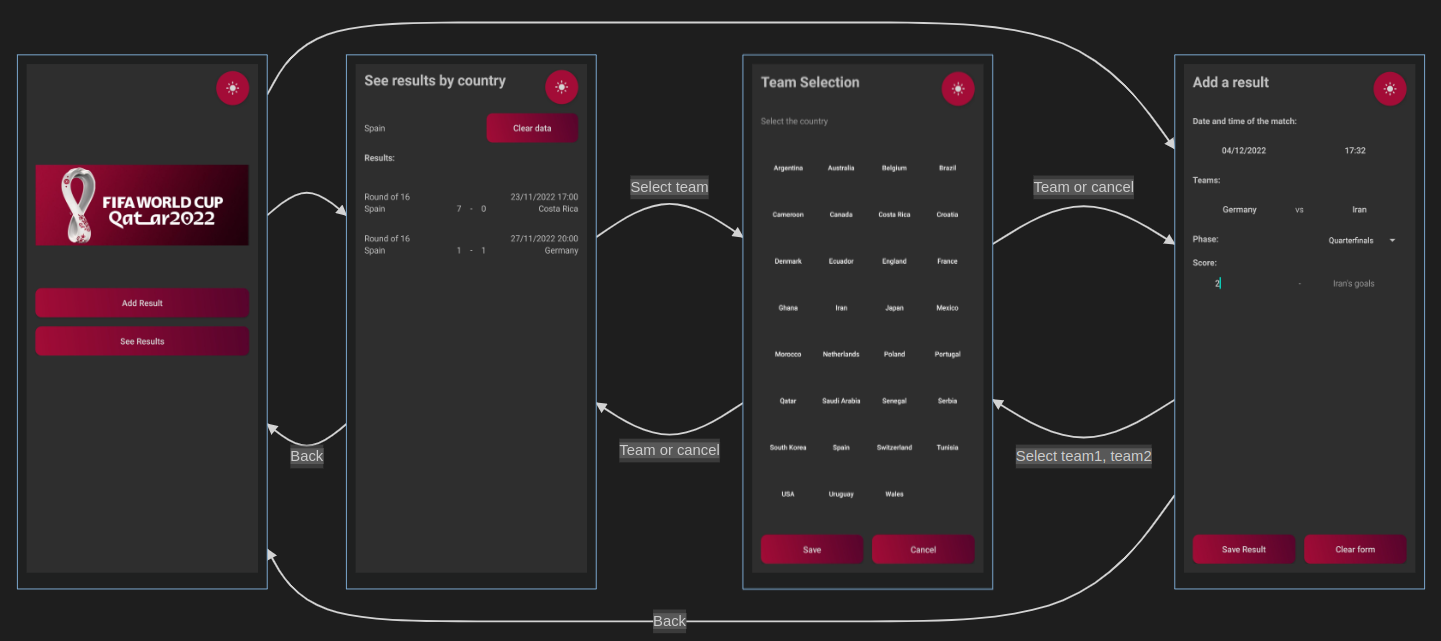 FIFA WORLD CUP
Qatar2022
Add Result
See Results
Back
See results by country
Spain
Clear data
Results:
Round of 16 23/11/2022 17:00
Spain 7 - 0 Costa Rica
Round of 16 27/11/2022 20:00
Spain 1 - 1 Germany
Select team
Team or cancel
Team Selection
Select the country
Argentina Australia Belgium Brazil
Cameroon Canada Costa Rica Croatia
Denmark Ecuador England France
Ghana Iran Japan Mexico
Morocco Netherlands Poland Portugal
Qatar Saudi Arabia Senegal Serbia
South Korea Spain Switzerland Tunisia
USA Uruguay Wales
Save Cancel
Team or cancel
Select team1, team2
Add a result
Date and time of the match:
04/12/2022 17:32
Teams:
Germany vs Iran
Phase: Quarterfinals
Score:
2 - Iran's goals
Save Result Clear form
Back